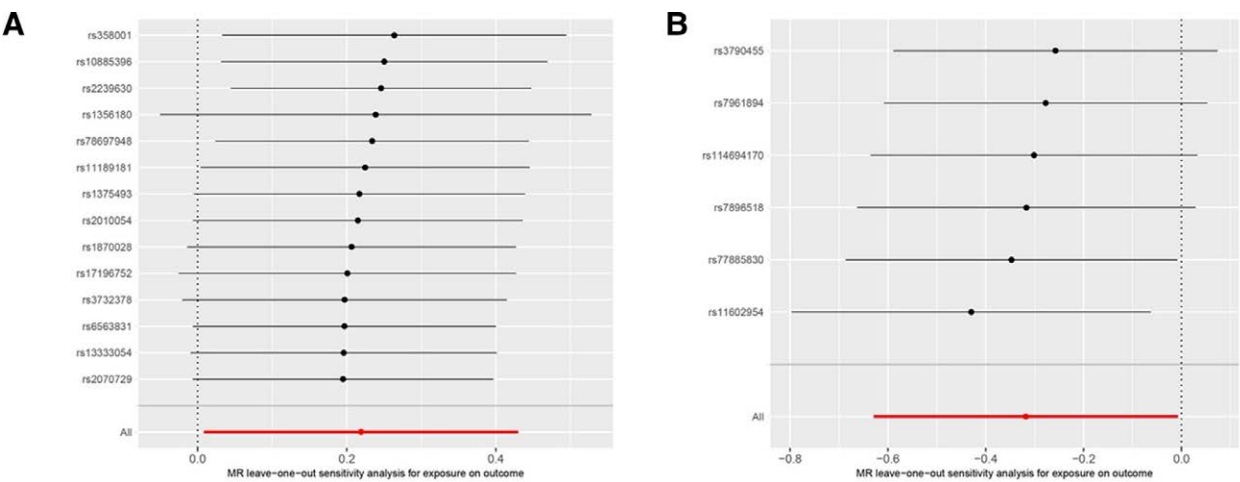 A
rs358001
rs10885396
rs2239630
rs1356180
rs78697948
rs11189181
rs1375493
rs2010054
rs1870028
rs17196752
rs3732378
rs6563831
rs13333054
rs2070729
All
0.0 0.2 0.4
MR leave−one−out sensitivity analysis for exposure on outcome
B
rs3790455
rs7961894
rs114694170
rs7896518
rs77885830
rs11602954
All
−0.8 −0.6 −0.4 −0.2 0.0
MR leave−one−out sensitivity analysis for exposure on outcome